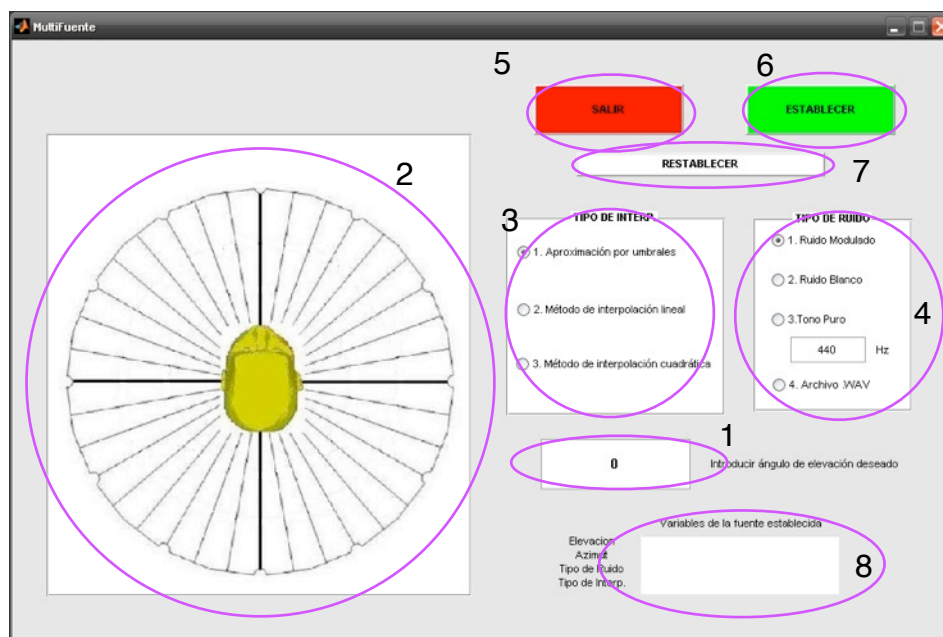 MultiFuente
5
6
SALIR
ESTABLECER
RESTABLECER
7
2
3
TIPO DE INTERP.
1. Aproximación por umbrales
2. Método de interpolación lineal
3. Método de interpolación cuadrática
TIPO DE RUIDO
1. Ruido Modulado
2. Ruido Blanco
3.Tono Puro
440 Hz
4. Archivo .WAV
4
1
0
Introducir ángulo de elevación deseado
Variables de la fuente establecida
Elevacion
Azimut
Tipo de Ruido
Tipo de Interp.
8